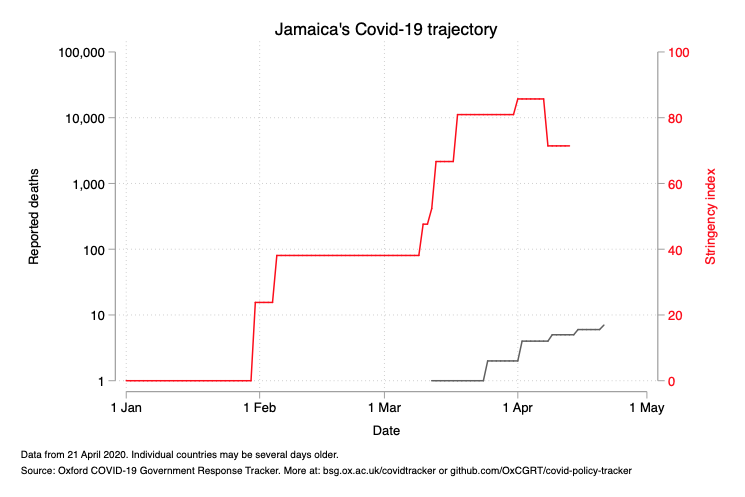 Jamaica's Covid-19 trajectory
100,000
10,000
1,000
100
10
1
Reported deaths
100
80
60
40
20
0
Stringency index
1 Jan
1 Feb
1 Mar
1 Apr
1 May
Date
Data from 21 April 2020. Individual countries may be several days older.
Source: Oxford COVID-19 Government Response Tracker. More at: bsg.ox.ac.uk/covidtracker or github.com/OxCGRT/covid-policy-tracker